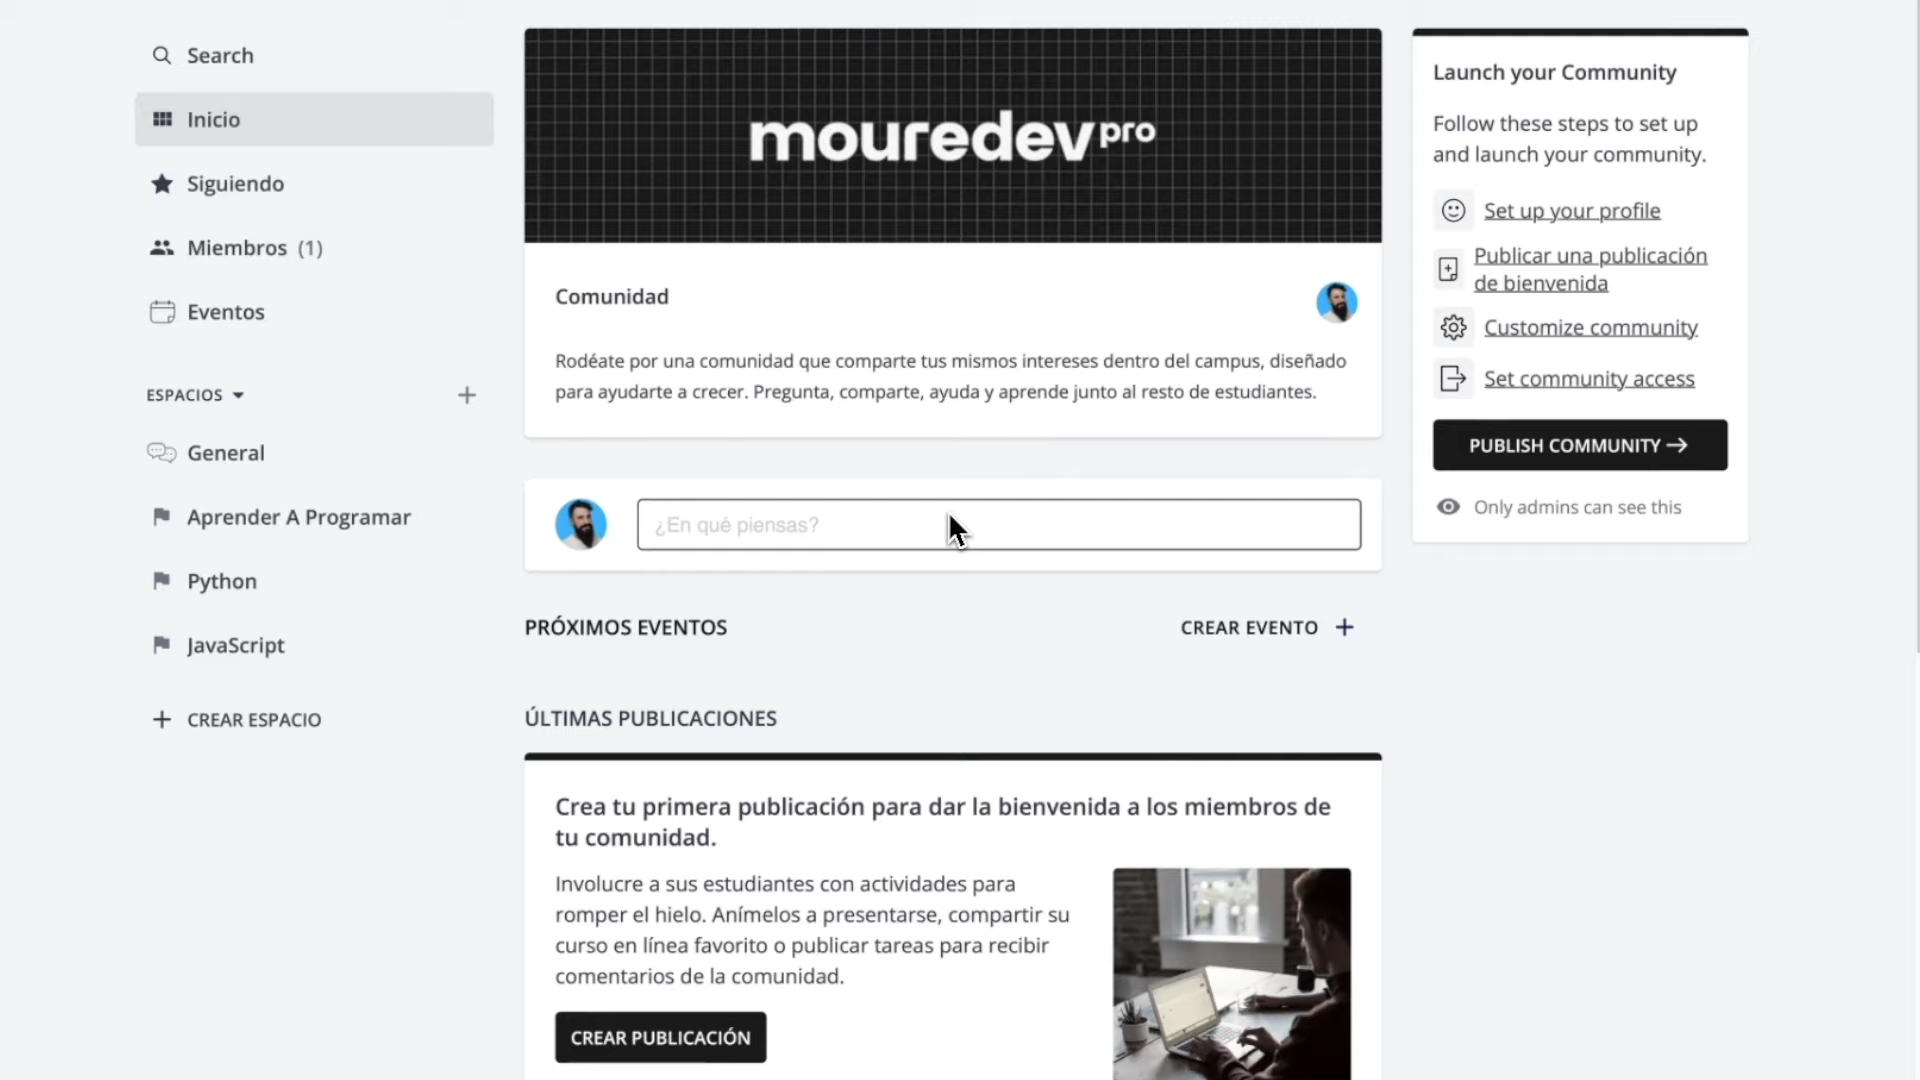 Search
Inicio
Siguiendo
Miembros (1)
Eventos
ESPACIOS
General
Aprender A Programar
Python
JavaScript
CREAR ESPACIO
mouredevpro
Comunidad
Rodéate por una comunidad que comparte tus mismos intereses dentro del campus, diseñado
para ayudarte a crecer. Pregunta, comparte, ayuda y aprende junto al resto de estudiantes.
¿En qué piensas?
PRÓXIMOS EVENTOS
CREAR EVENTO
ÚLTIMAS PUBLICACIONES
Crea tu primera publicación para dar la bienvenida a los miembros de
tu comunidad.
Involucre a sus estudiantes con actividades para
romper el hielo. Anímelos a presentarse, compartir su
curso en línea favorito o publicar tareas para recibir
comentarios de la comunidad.
CREAR PUBLICACIÓN
Launch your Community
Follow these steps to set up
and launch your community.
Set up your profile
Publicar una publicación
de bienvenida
Customize community
Set community access
PUBLISH COMMUNITY
Only admins can see this